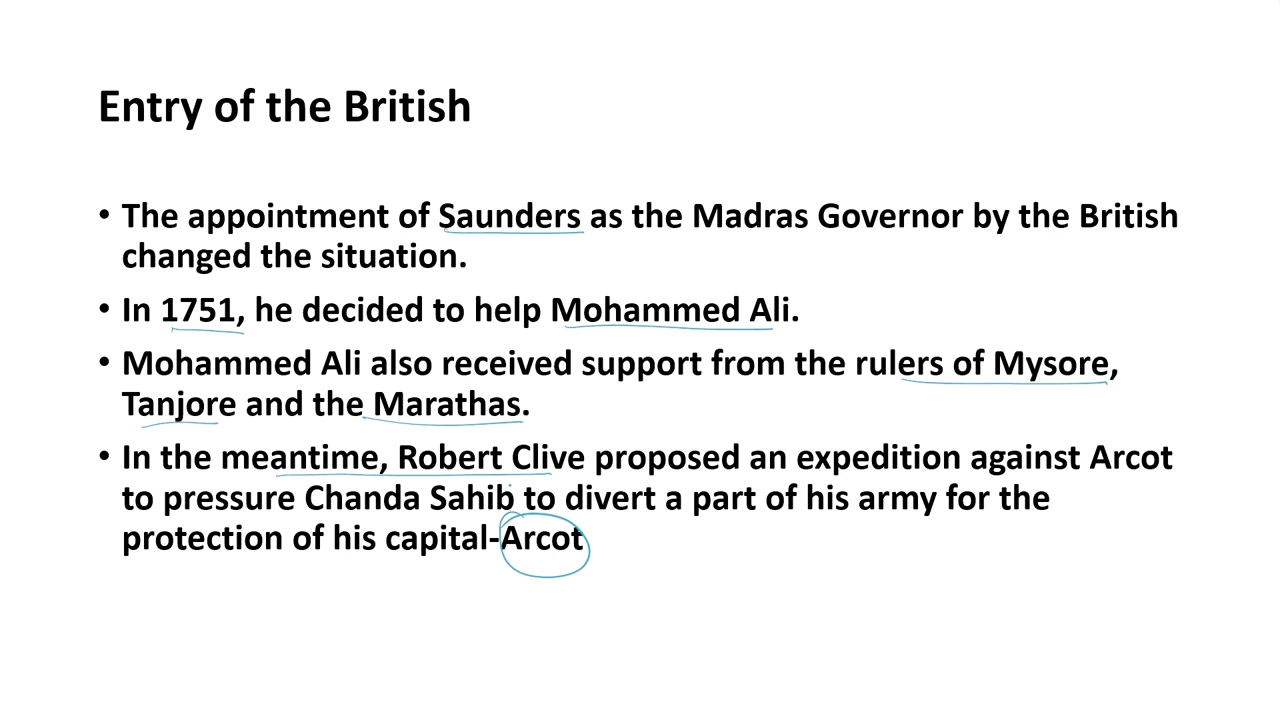 Entry of the British
• The appointment of Saunders as the Madras Governor by the British
changed the situation.
• In 1751, he decided to help Mohammed Ali.
• Mohammed Ali also received support from the rulers of Mysore,
Tanjore and the Marathas.
• In the meantime, Robert Clive proposed an expedition against Arcot
to pressure Chanda Sahib to divert a part of his army for the
protection of his capital-Arcot